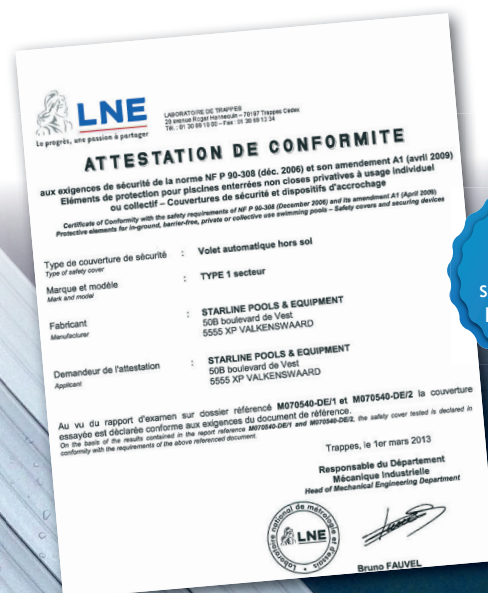 LNE
Le progrès, une passion à partager
LABORATOIRE DE TRAPPES
29 avenue Roger Hennequin – 78197 Trappes Cedex
Tél. : 01 30 69 10 00 - Fax : 01 30 69 12 34
ATTESTATION DE CONFORMITE
aux exigences de sécurité de la norme NF P 90-308 (déc. 2006) et son amendement A1 (avril 2009)
Eléments de protection pour piscines enterrées non closes privatives à usage individuel
ou collectif – Couvertures de sécurité et dispositifs d'accrochage
Certificate of Conformity with the safety requirements of NF P 90-308 (December 2006) and its amendment A1 (April 2009)
Protective elements for in-ground, barrier-free, private or collective use swimming pools – Safety covers and securing devices
Type de couverture de sécurité : Volet automatique hors sol
Type of safety cover
Marque et modèle : TYPE 1 secteur
Mark and model
Fabricant : STARLINE POOLS & EQUIPMENT
Manufacturer 50B boulevard de Vest
5555 XP VALKENSWAARD
Demandeur de l'attestation : STARLINE POOLS & EQUIPMENT
Applicant 50B boulevard de Vest
5555 XP VALKENSWAARD
Au vu du rapport d'examen sur dossier référencé M070540-DE/1 et M070540-DE/2 la couverture
essayée est déclarée conforme aux exigences du document de référence.
On the basis of the results contained in the report reference M070540-DE/1 and M070540-DE/2, the safety cover tested is declared in
conformity with the requirements of the above referenced document.
Trappes, le 1er mars 2013
Responsable du Département
Mécanique Industrielle
Head of Mechanical Engineering Department
Laboratoire national de métrologie et d'essais
LNE
Bruno FAUVEL